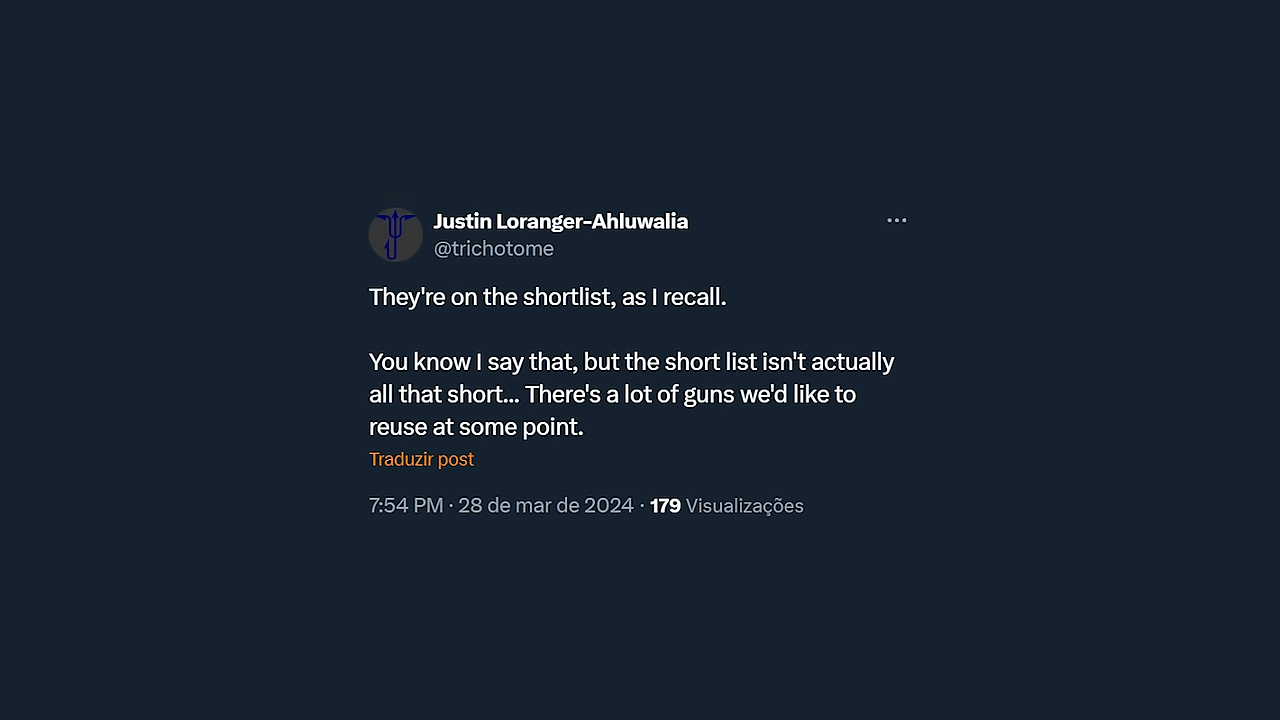 Justin Loranger-Ahluwalia
@trichotome
They're on the shortlist, as I recall.
You know I say that, but the short list isn't actually
all that short... There's a lot of guns we'd like to
reuse at some point.
Traduzir post
7:54 PM · 28 de mar de 2024 · 179 Visualizações